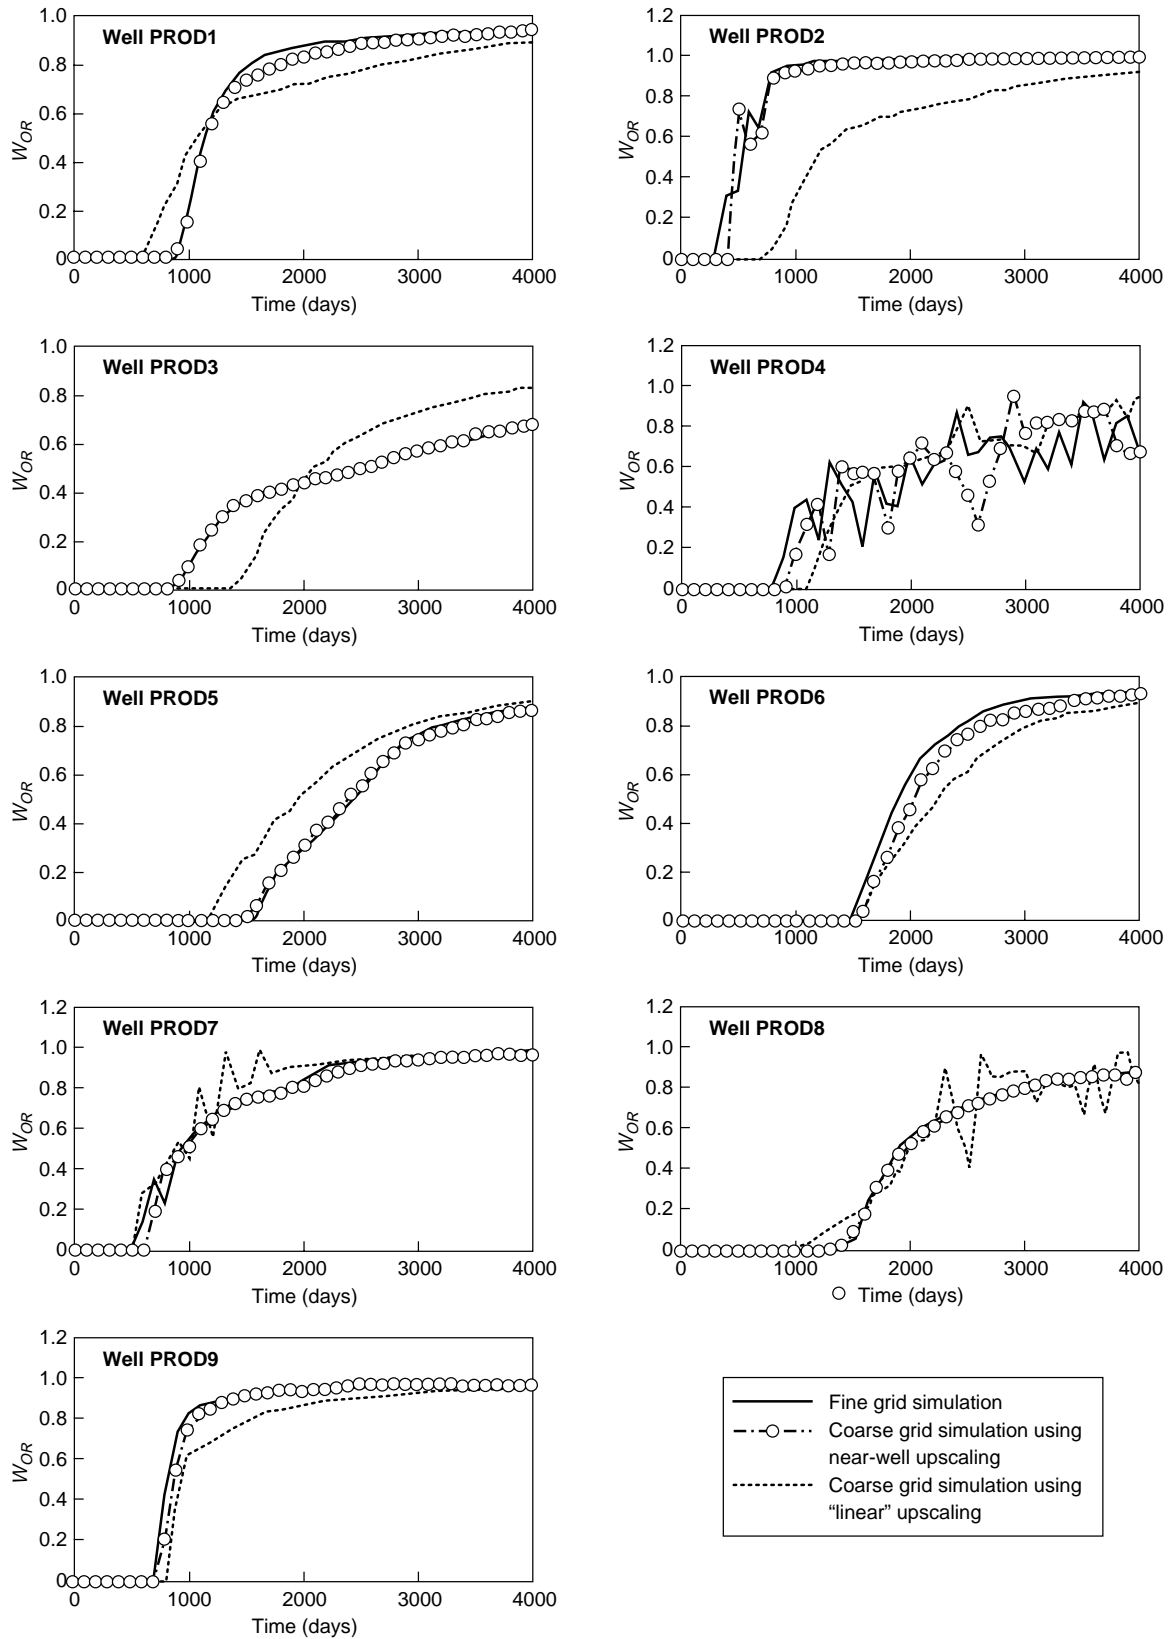 Well PROD1
W_OR
1.0
0.8
0.6
0.4
0.2
0
0 1000 2000 3000 4000
Time (days)
Well PROD2
W_OR
1.2
1.0
0.8
0.6
0.4
0.2
0
0 1000 2000 3000 4000
Time (days)
Well PROD3
W_OR
1.0
0.8
0.6
0.4
0.2
0
0 1000 2000 3000 4000
Time (days)
Well PROD4
W_OR
1.2
1.0
0.8
0.6
0.4
0.2
0
0 1000 2000 3000 4000
Time (days)
Well PROD5
W_OR
1.0
0.8
0.6
0.4
0.2
0
0 1000 2000 3000 4000
Time (days)
Well PROD6
W_OR
1.0
0.8
0.6
0.4
0.2
0
0 1000 2000 3000 4000
Time (days)
Well PROD7
W_OR
1.2
1.0
0.8
0.6
0.4
0.2
0
0 1000 2000 3000 4000
Time (days)
Well PROD8
W_OR
1.2
1.0
0.8
0.6
0.4
0.2
0
0 1000 2000 3000 4000
Time (days)
Well PROD9
W_OR
1.2
1.0
0.8
0.6
0.4
0.2
0
0 1000 2000 3000 4000
Time (days)
Fine grid simulation
Coarse grid simulation using
near-well upscaling
Coarse grid simulation using
“linear” upscaling